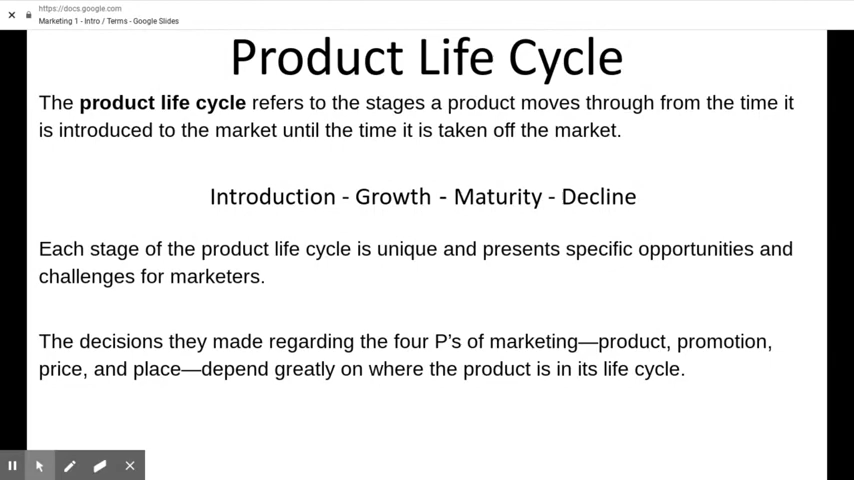 https://docs.google.com
Marketing 1 - Intro / Terms - Google Slides
Product Life Cycle
The product life cycle refers to the stages a product moves through from the time it
is introduced to the market until the time it is taken off the market.
Introduction - Growth - Maturity - Decline
Each stage of the product life cycle is unique and presents specific opportunities and
challenges for marketers.
The decisions they made regarding the four P's of marketing—product, promotion,
price, and place—depend greatly on where the product is in its life cycle.